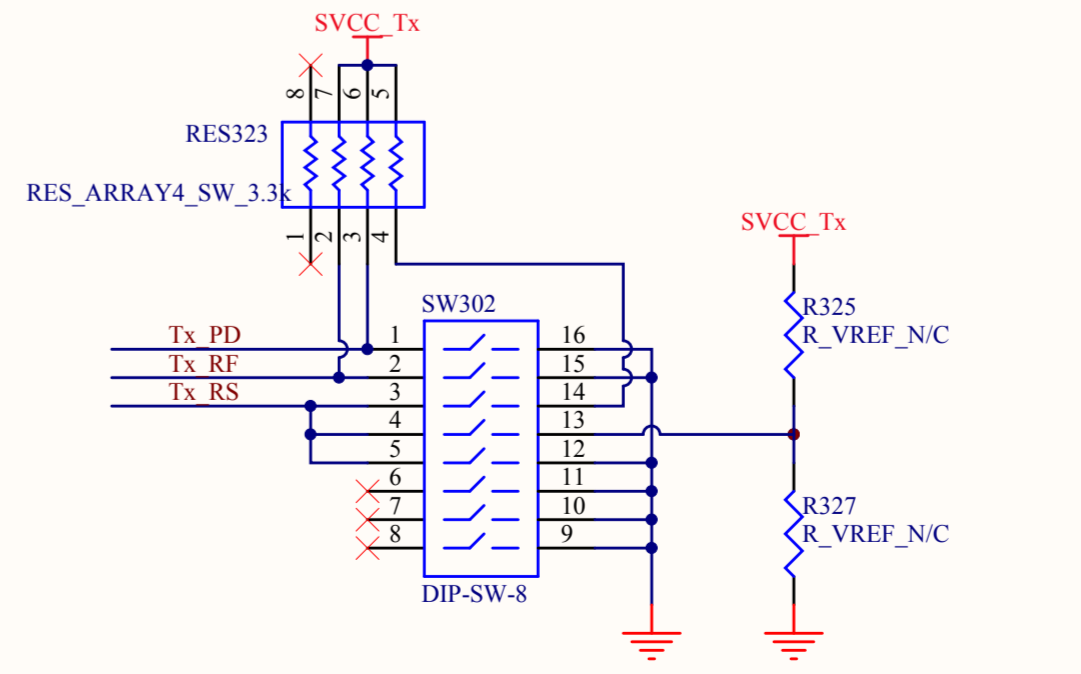 SVCC_Tx
8
7
6
5
RES323
RES_ARRAY4_SW_3.3k
1
2
3
4
SVCC_Tx
SW302
R325
R_VREF_N/C
Tx_PD
1
16
Tx_RF
2
15
Tx_RS
3
14
4
13
5
12
6
11
7
10
8
9
R327
R_VREF_N/C
DIP-SW-8